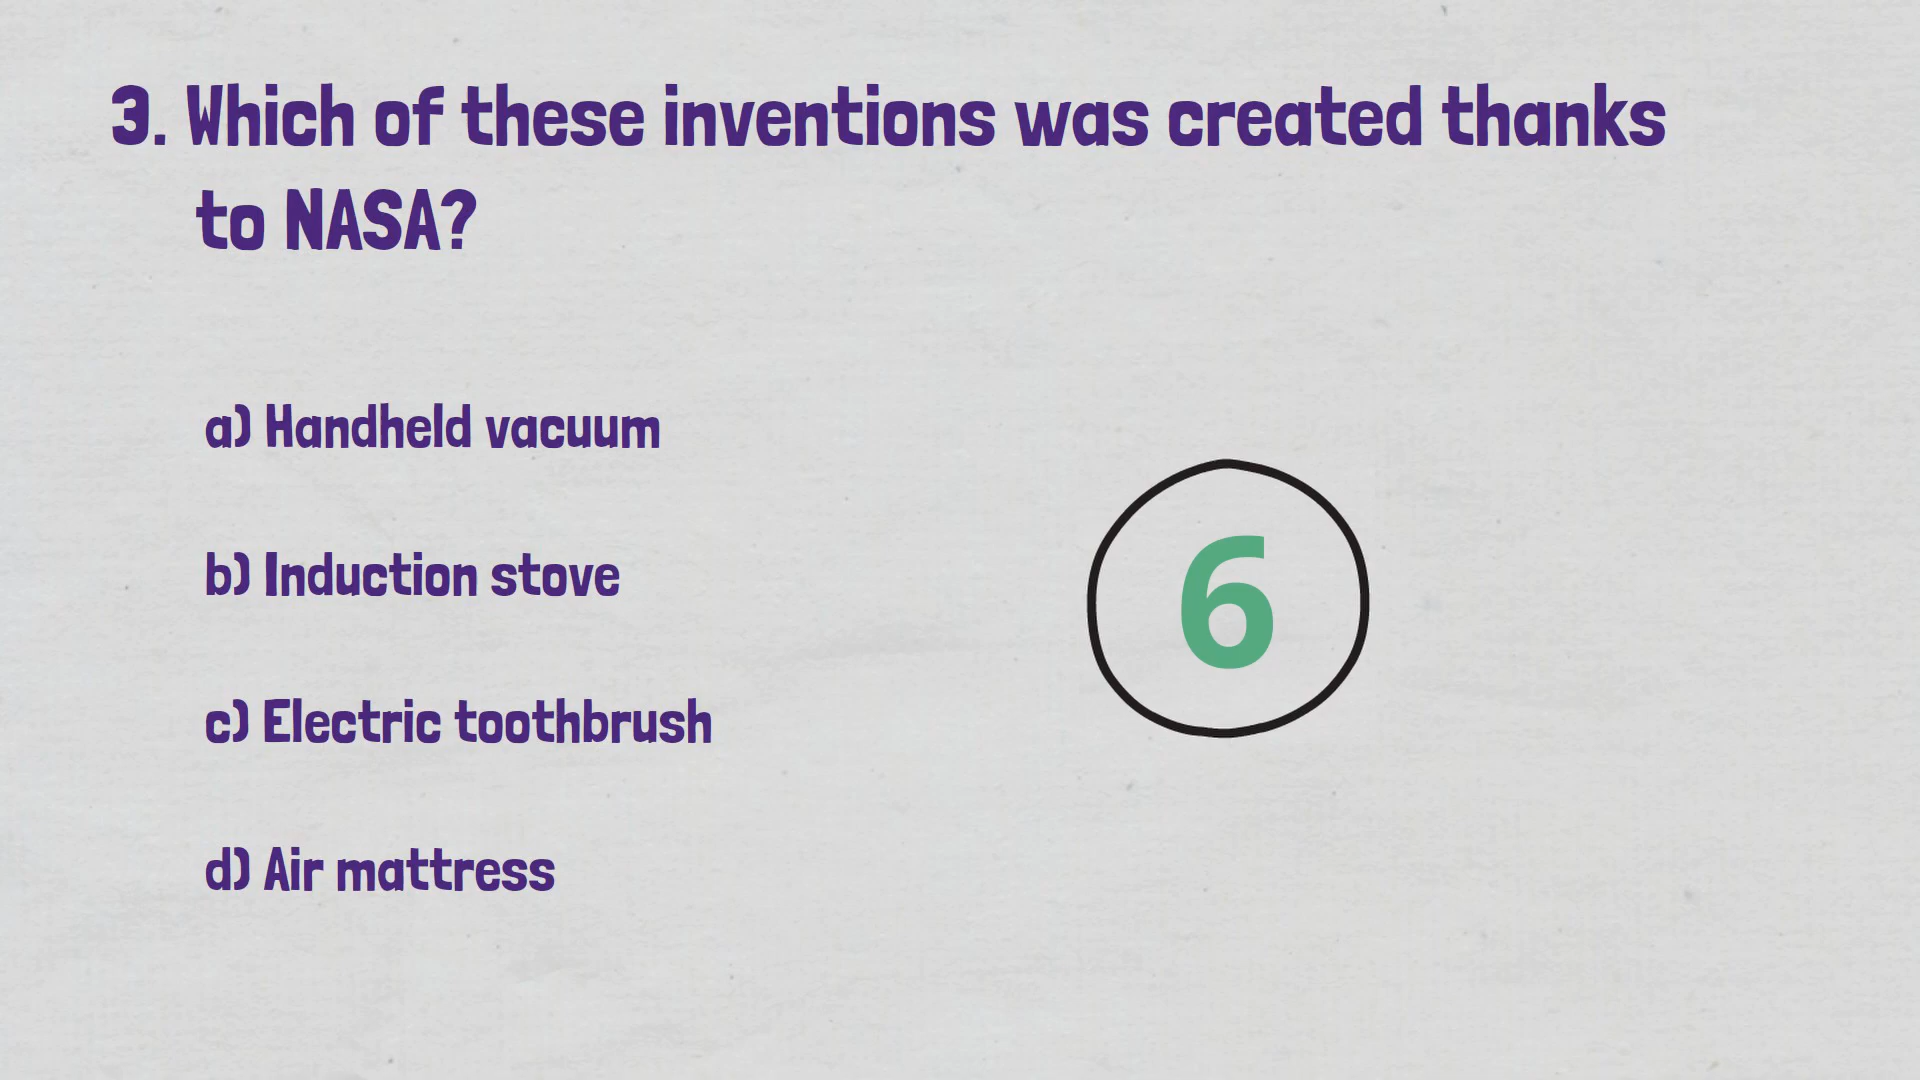 3. Which of these inventions was created thanks
to NASA?
a) Handheld vacuum
b) Induction stove
6
c) Electric toothbrush
d) Air mattress